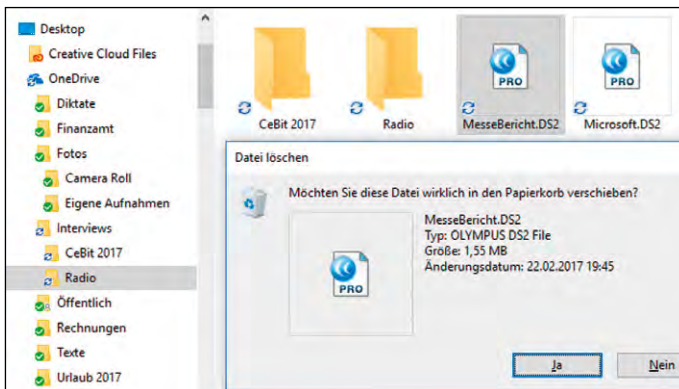 Desktop
Creative Cloud Files
OneDrive
Diktate
Finanzamt
Fotos
Camera Roll
Eigene Aufnahmen
Interviews
CeBit 2017
Radio
Öffentlich
Rechnungen
Texte
Urlaub 2017
PRO
PRO
CeBit 2017
Radio
MesseBericht.DS2
Microsoft.DS2
Datei löschen
Möchten Sie diese Datei wirklich in den Papierkorb verschieben?
PRO
MesseBericht.DS2
Typ: OLYMPUS DS2 File
Größe: 1,55 MB
Änderungsdatum: 22.02.2017 19:45
Ja
Nein